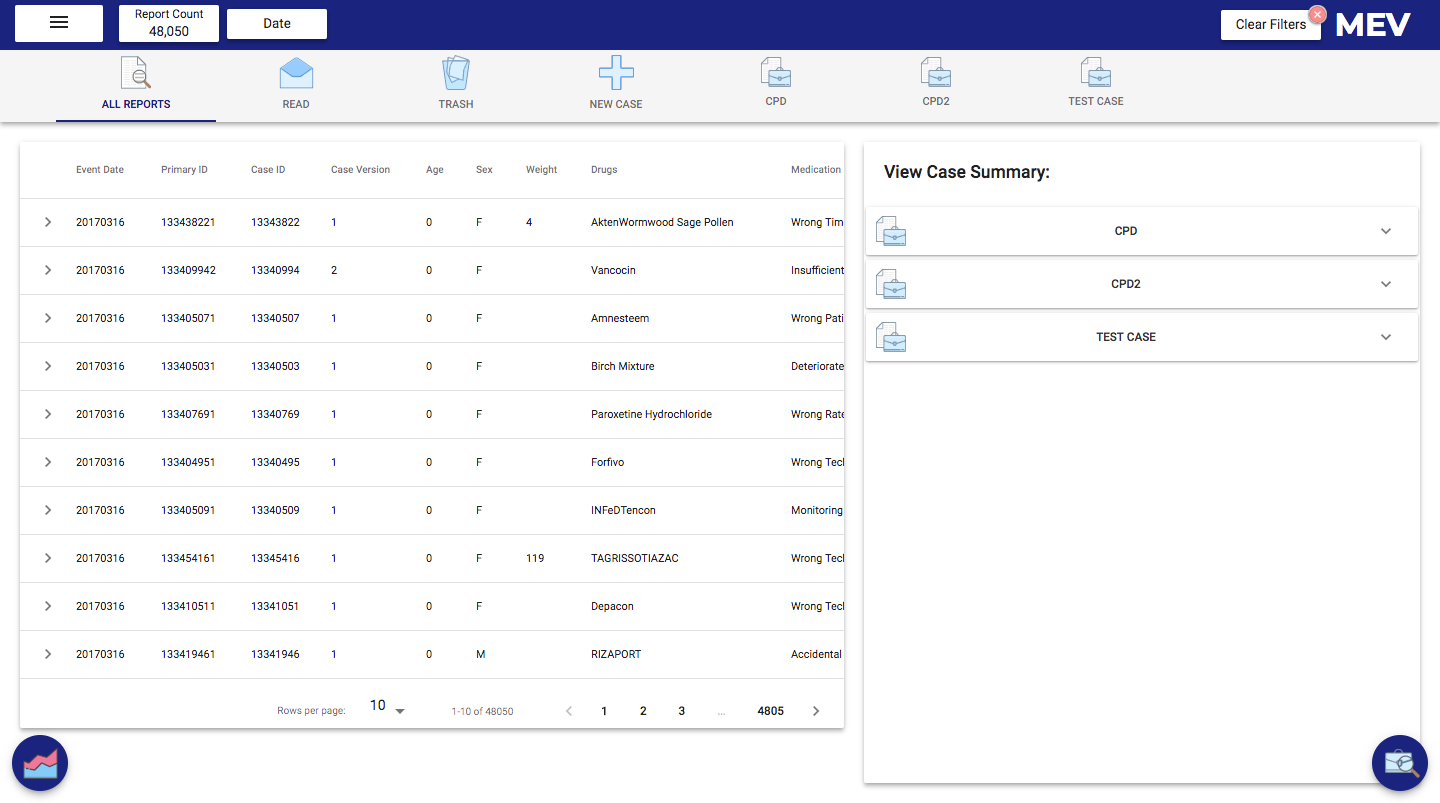 Report Count
48,050
Date
Clear Filters
MEV
ALL REPORTS
READ
TRASH
NEW CASE
CPD
CPD2
TEST CASE
Event Date Primary ID Case ID Case Version Age Sex Weight Drugs Medication
20170316 133438221 13343822 1 0 F 4 AktenWormwood Sage Pollen Wrong Tim
20170316 133409942 13340994 2 0 F Vancocin Insufficient
20170316 133405071 13340507 1 0 F Amnesteem Wrong Pati
20170316 133405031 13340503 1 0 F Birch Mixture Deteriorate
20170316 133407691 13340769 1 0 F Paroxetine Hydrochloride Wrong Rate
20170316 133404951 13340495 1 0 F Forfivo Wrong Tecl
20170316 133405091 13340509 1 0 F INFeDTencon Monitoring
20170316 133454161 13345416 1 0 F 119 TAGRISSOTIAZAC Wrong Tecl
20170316 133410511 13341051 1 0 F Depacon Wrong Tecl
20170316 133419461 13341946 1 0 M RIZAPORT Accidental
Rows per page: 10 1-10 of 48050 1 2 3 ... 4805
View Case Summary:
CPD
CPD2
TEST CASE